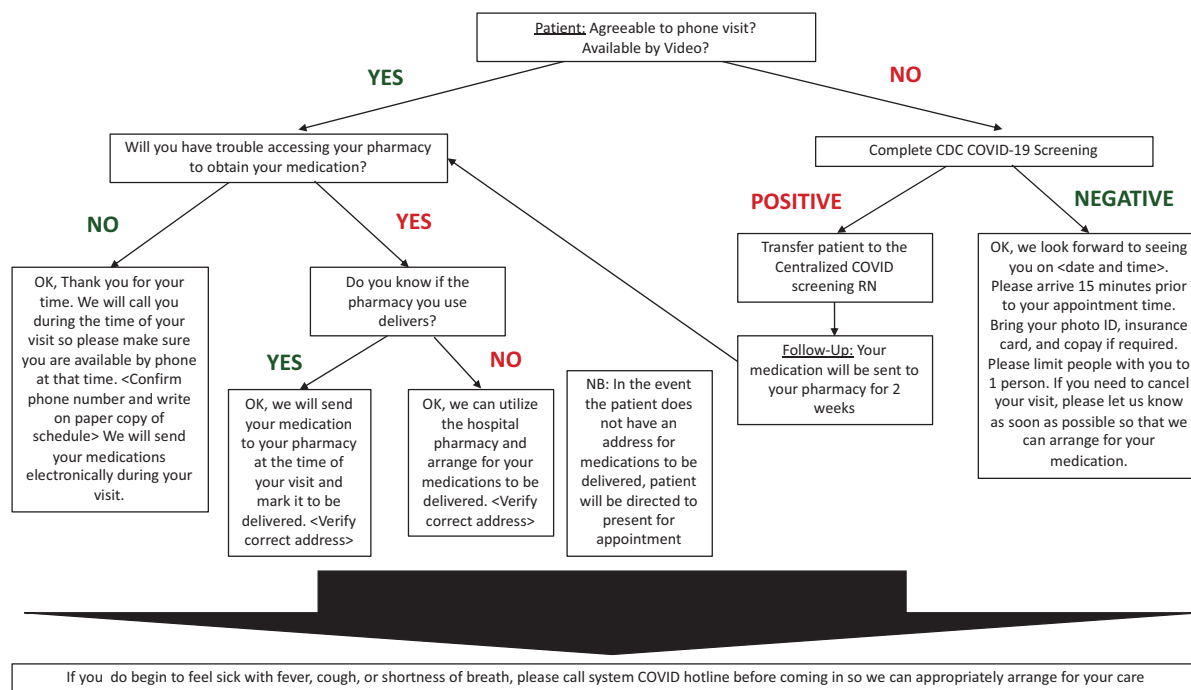 Patient: Agreeable to phone visit?
Available by Video?
YES
NO
Will you have trouble accessing your pharmacy
to obtain your medication?
Complete CDC COVID-19 Screening
NO
YES
POSITIVE
NEGATIVE
OK, Thank you for your
time. We will call you
during the time of your
visit so please make sure
you are available by phone
at that time. <Confirm
phone number and write
on paper copy of
schedule> We will send
your medications
electronically during your
visit.
Do you know if the
pharmacy you use
delivers?
YES
NO
OK, we will send
your medication
to your pharmacy
at the time of
your visit and
mark it to be
delivered. <Verify
correct address>
OK, we can utilize
the hospital
pharmacy and
arrange for your
medications to be
delivered. <Verify
correct address>
NB: In the event
the patient does
not have an
address for
medications to be
delivered, patient
will be directed to
present for
appointment
Transfer patient to the
Centralized COVID
screening RN
Follow-Up: Your
medication will be sent to
your pharmacy for 2
weeks
OK, we look forward to seeing
you on <date and time>.
Please arrive 15 minutes prior
to your appointment time.
Bring your photo ID, insurance
card, and copay if required.
Please limit people with you to
1 person. If you need to cancel
your visit, please let us know
as soon as possible so that we
can arrange for your
medication.
If you do begin to feel sick with fever, cough, or shortness of breath, please call system COVID hotline before coming in so we can appropriately arrange for your care